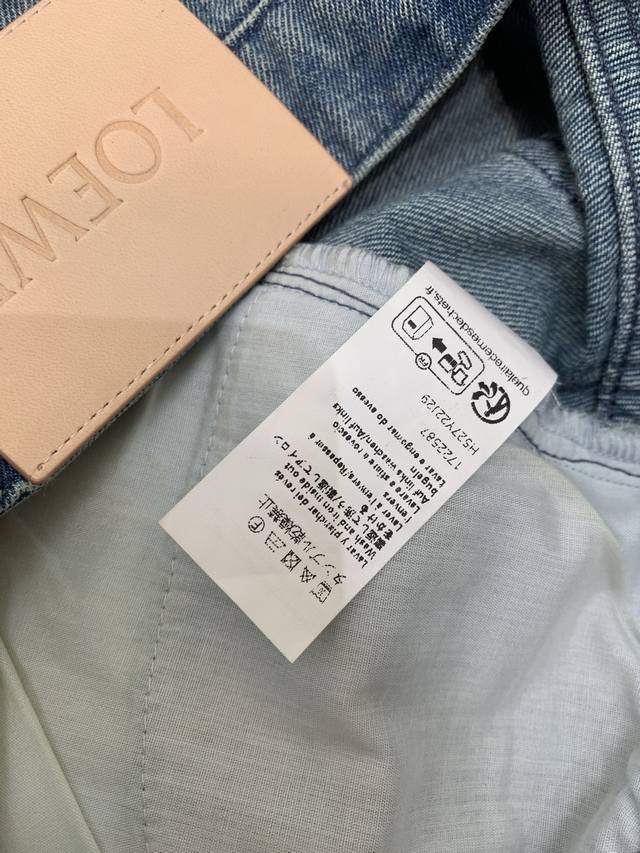 LOEWE
タンブル乾燥禁止
Lavar y planchar del revés
Wash and iron inside out
裏返して洗う/裏返してアイロン
をかける
Laver à l'envers/Repasser à
l'envers
Lavare e stirare a rovescio
Auf links waschen/Auf links
bügeln
Lavar e engomar do avesso
1722587
H527Y22J29
FR
quefairedemesdechets.fr